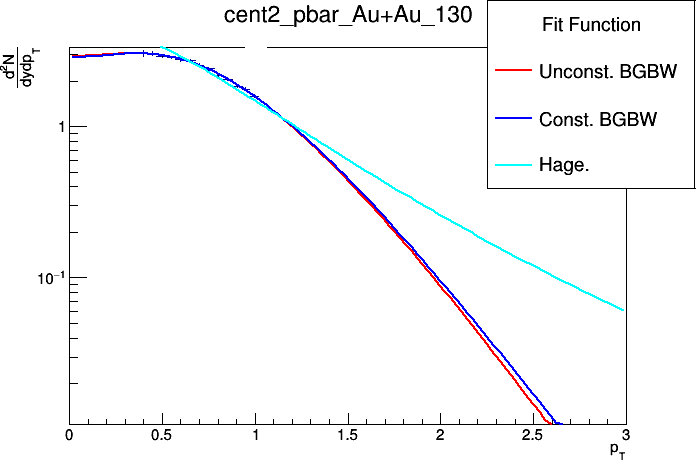 cent2_pbar_Au+Au_130
d²N
dydp_T
Fit Function
Unconst. BGBW
Const. BGBW
Hage.
1
10⁻¹
0 0.5 1 1.5 2 2.5 3
p_T